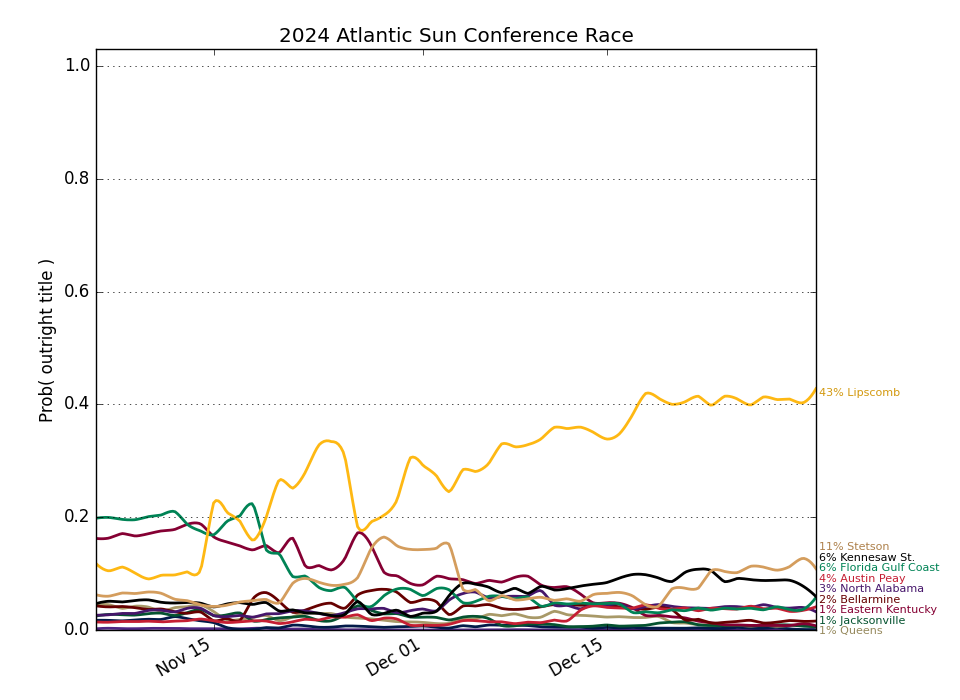 2024 Atlantic Sun Conference Race
Prob( outright title )
1.0
0.8
0.6
0.4
0.2
0.0
Nov 15
Dec 01
Dec 15
43% Lipscomb
11% Stetson
6% Kennesaw St.
6% Florida Gulf Coast
4% Austin Peay
3% North Alabama
2% Bellarmine
1% Eastern Kentucky
1% Jacksonville
1% Queens